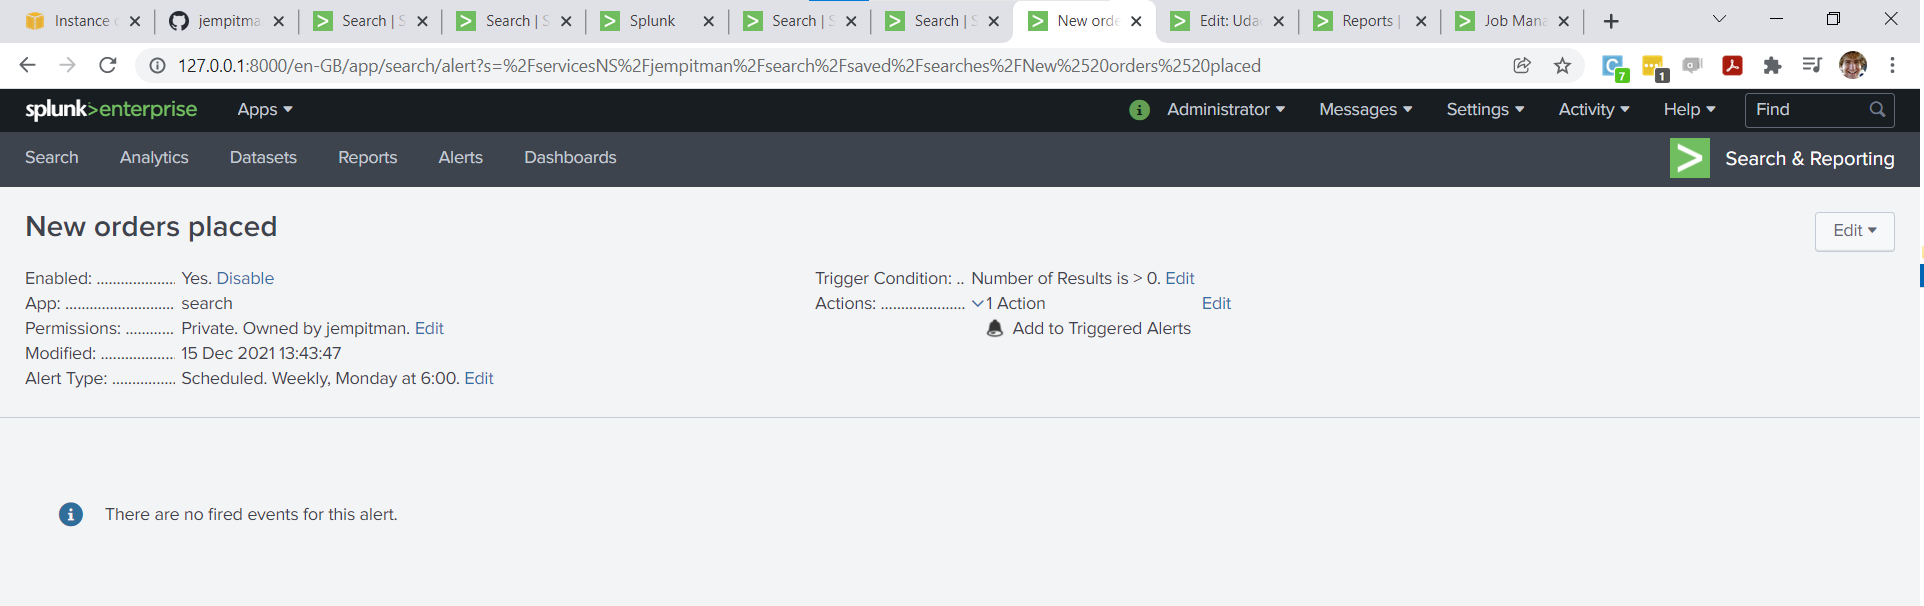 Instance
jempitma
Search | S
Search | S
Splunk
Search | S
Search | S
New orde
Edit: Uda
Reports |
Job Mana
127.0.0.1:8000/en-GB/app/search/alert?s=%2FservicesNS%2Fjempitman%2Fsearch%2Fsaved%2Fsearches%2FNew%2520orders%2520placed
7
1
splunk>enterprise Apps Administrator Messages Settings Activity Help Find
Search Analytics Datasets Reports Alerts Dashboards Search & Reporting
New orders placed
Edit
Enabled: ................... Yes. Disable
App: .......................... search
Permissions: ............ Private. Owned by jempitman. Edit
Modified: .................. 15 Dec 2021 13:43:47
Alert Type: ............... Scheduled. Weekly, Monday at 6:00. Edit
Trigger Condition: .. Number of Results is > 0. Edit
Actions: .................... 1 Action Edit
Add to Triggered Alerts
There are no fired events for this alert.